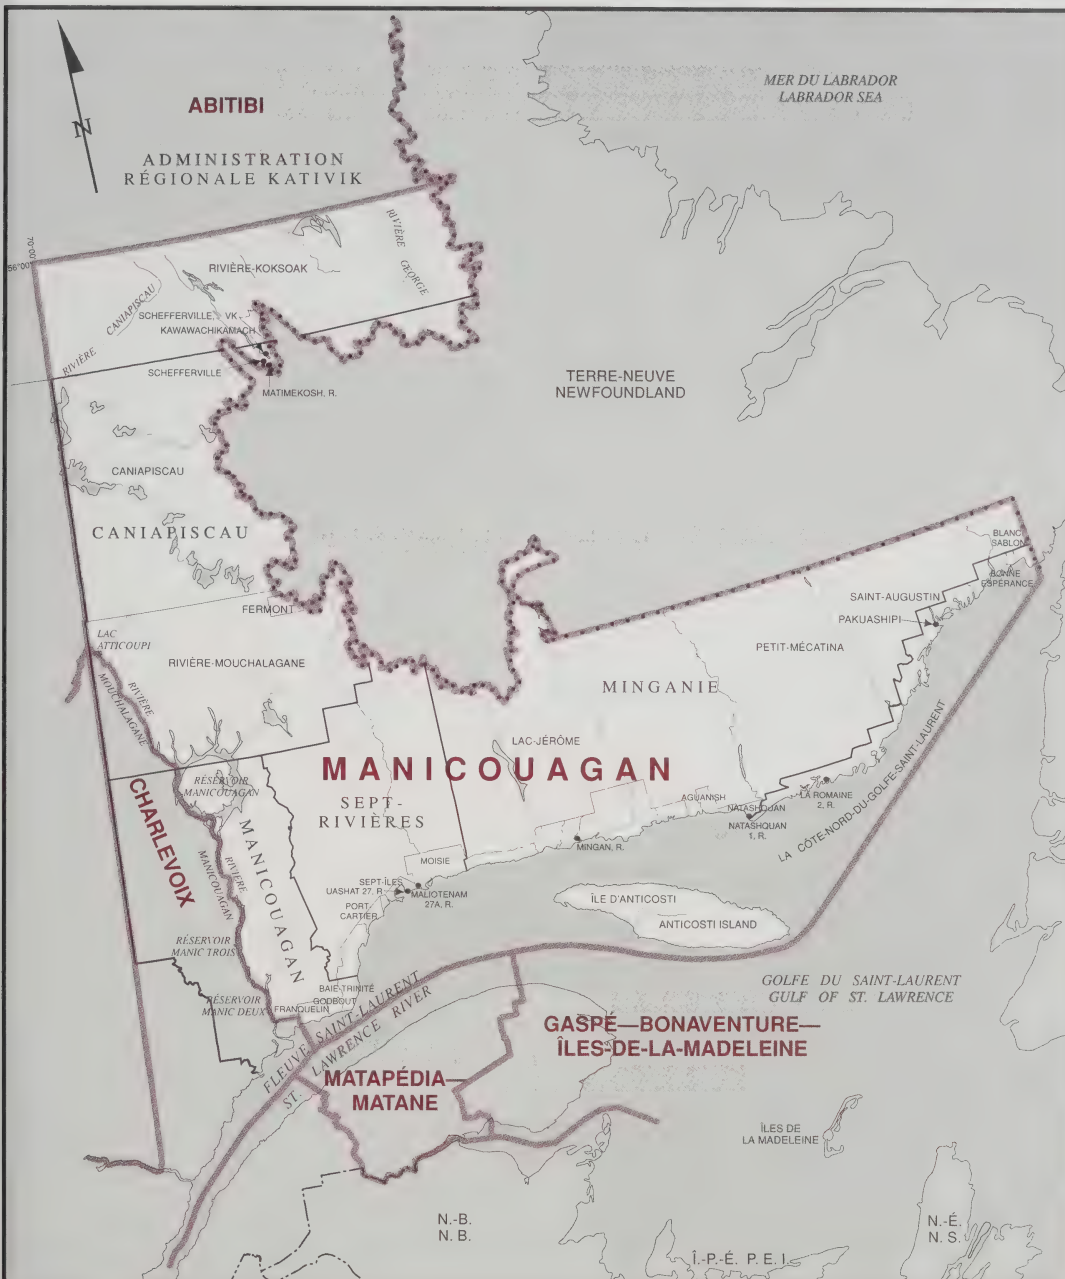 MER DU LABRADOR
LABRADOR SEA
ABITIBI
N
ADMINISTRATION
RÉGIONALE KATIVIK
70°00'
56°00'
RIVIÈRE GEORGE
RIVIÈRE-KOKSOAK
RIVIÈRE CANIAPISCAU
SCHEFFERVILLE, VK
KAWAWACHIKAMACH
SCHEFFERVILLE
MATIMEKOSH, R.
TERRE-NEUVE
NEWFOUNDLAND
CANIAPISCAU
CANIAPISCAU
BLANC
SABLON
BONNE
ESPÉRANCE
SAINT-AUGUSTIN
PAKUASHIPI
FERMONT
LAC
ATTICOUPI
RIVIÈRE-MOUCHALAGANE
PETIT-MÉCATINA
RIVIÈRE
MOUCHALAGANE
MINGANIE
LAC-JÉRÔME
MANICOUAGAN
RÉSERVOIR
MANICOUAGAN
CHARLEVOIX
SEPT-
RIVIÈRES
AGUANISH
LA ROMAINE
2, R.
NATASHQUAN
NATASHQUAN
1, R.
LA CÔTE-NORD-DU-GOLFE-SAINT-LAURENT
MINGAN, R.
MANICOUAGAN
RIVIÈRE
MANICOUAGAN
MOISIE
SEPT-ÎLES
UASHAT 27, R.
MALIOTENAM
27A, R.
PORT-
CARTIER
ÎLE D'ANTICOSTI
ANTICOSTI ISLAND
RÉSERVOIR
MANIC TROIS
GOLFE DU SAINT-LAURENT
GULF OF ST. LAWRENCE
BAIE-TRINITÉ
GODBOUT
FRANQUELIN
RÉSERVOIR
MANIC DEUX
FLEUVE SAINT-LAURENT
ST. LAWRENCE RIVER
GASPÉ—BONAVENTURE—
ÎLES-DE-LA-MADELEINE
MATAPÉDIA—
MATANE
ÎLES DE
LA MADELEINE
N.-B.
N. B.
N.-É.
N. S.
Î.-P.-É. P.E.I.